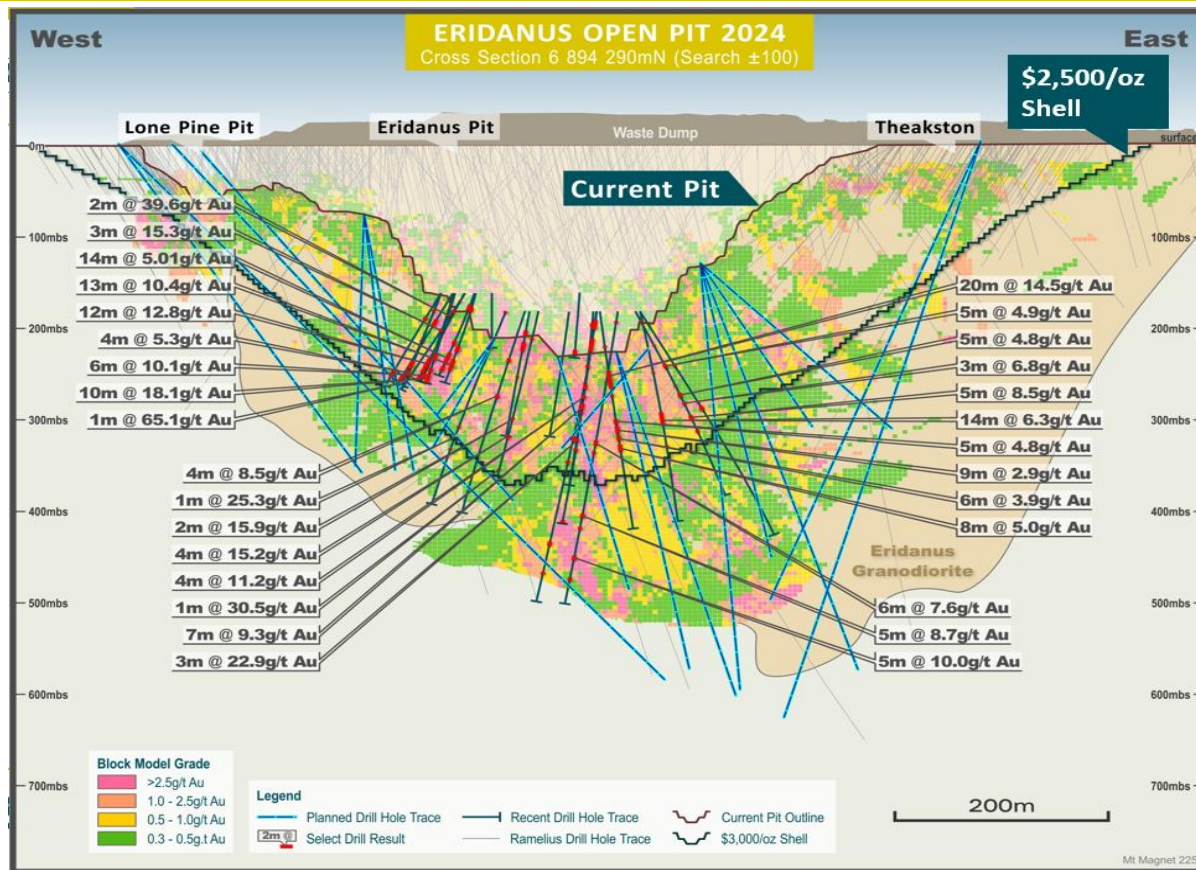 West
ERIDANUS OPEN PIT 2024
Cross Section 6 894 290mN (Search ±100)
East
$2,500/oz
Shell
Lone Pine Pit
Eridanus Pit
Waste Dump
Theakston
surface
0m
Current Pit
2m @ 39.6g/t Au
3m @ 15.3g/t Au
14m @ 5.01g/t Au
13m @ 10.4g/t Au
12m @ 12.8g/t Au
4m @ 5.3g/t Au
6m @ 10.1g/t Au
10m @ 18.1g/t Au
1m @ 65.1g/t Au
4m @ 8.5g/t Au
1m @ 25.3g/t Au
2m @ 15.9g/t Au
4m @ 15.2g/t Au
4m @ 11.2g/t Au
1m @ 30.5g/t Au
7m @ 9.3g/t Au
3m @ 22.9g/t Au
20m @ 14.5g/t Au
5m @ 4.9g/t Au
5m @ 4.8g/t Au
3m @ 6.8g/t Au
5m @ 8.5g/t Au
14m @ 6.3g/t Au
5m @ 4.8g/t Au
9m @ 2.9g/t Au
6m @ 3.9g/t Au
8m @ 5.0g/t Au
Eridanus
Granodiorite
6m @ 7.6g/t Au
5m @ 8.7g/t Au
5m @ 10.0g/t Au
100mbs
200mbs
300mbs
400mbs
500mbs
600mbs
700mbs
100mbs
200mbs
300mbs
400mbs
500mbs
600mbs
700mbs
Block Model Grade
>2.5g/t Au
1.0 - 2.5g/t Au
0.5 - 1.0g/t Au
0.3 - 0.5g.t Au
Legend
Planned Drill Hole Trace
Recent Drill Hole Trace
Current Pit Outline
2m @
Select Drill Result
Ramelius Drill Hole Trace
$3,000/oz Shell
200m
Mt Magnet 225